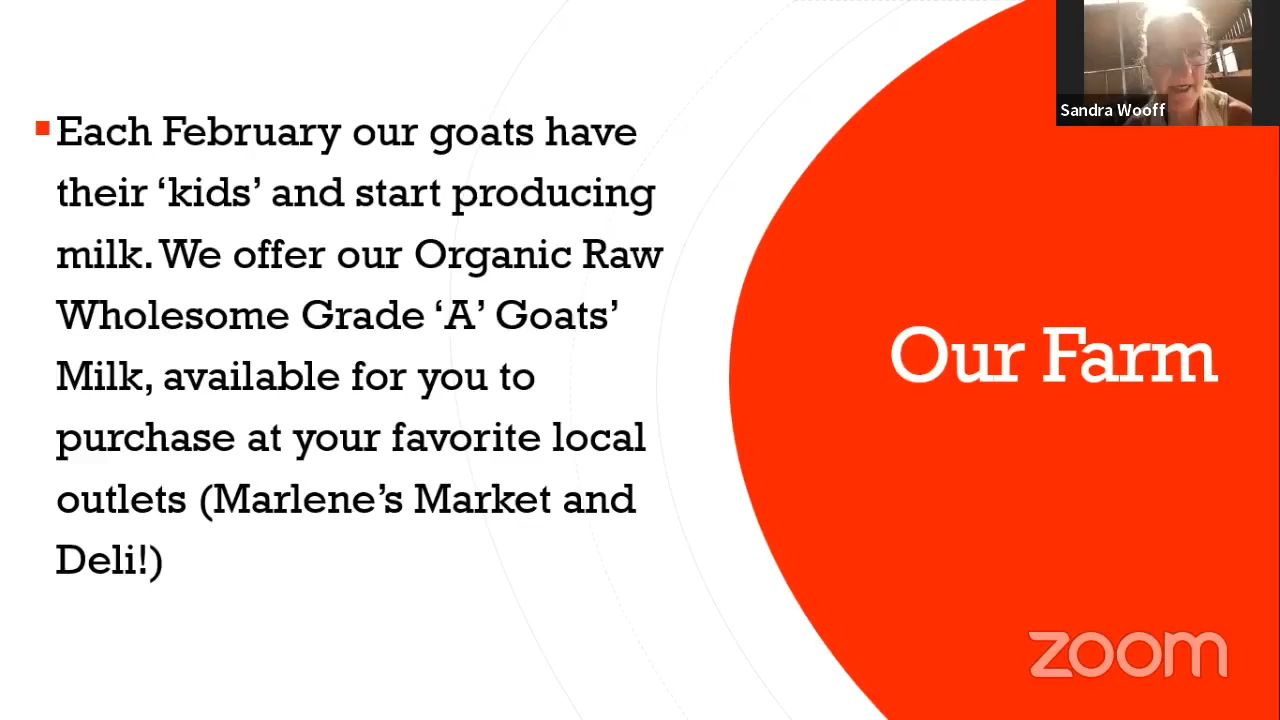 Each February our goats have
their ‘kids’ and start producing
milk. We offer our Organic Raw
Wholesome Grade ‘A’ Goats’
Milk, available for you to
purchase at your favorite local
outlets (Marlene’s Market and
Deli!)
Our Farm
Sandra Wooff
zoom